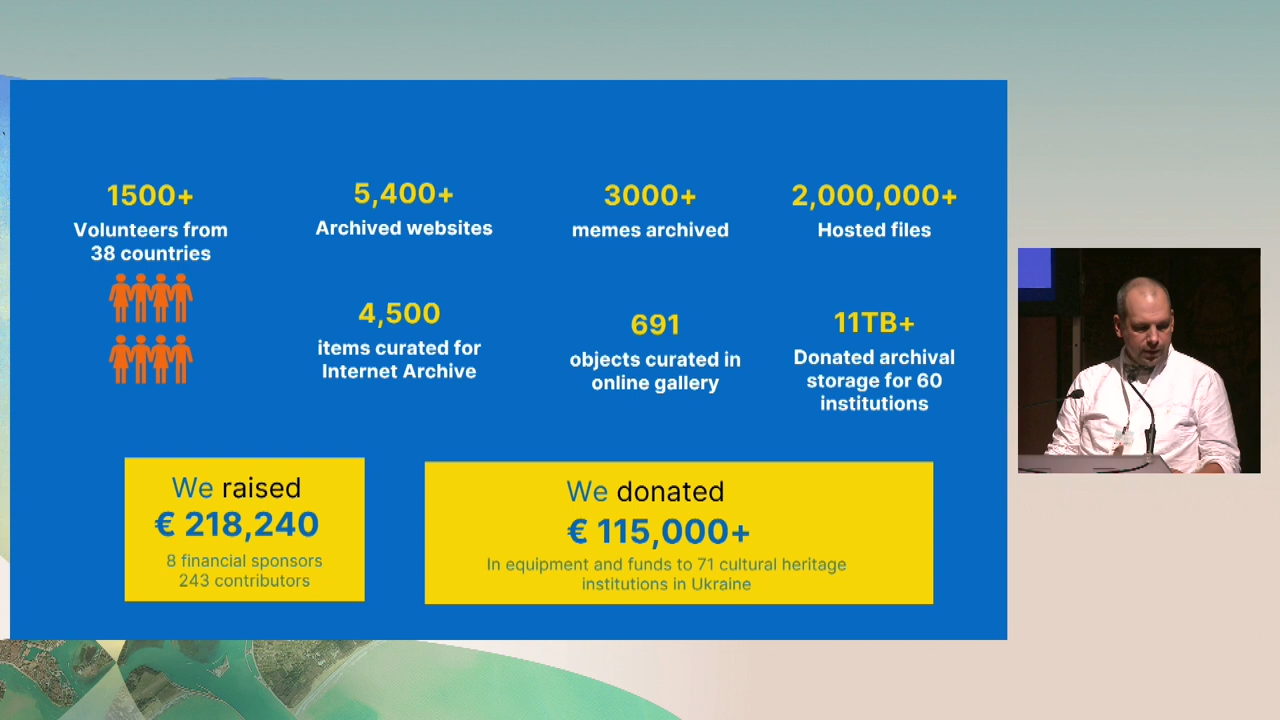 1500+
Volunteers from
38 countries
5,400+
Archived websites
3000+
memes archived
2,000,000+
Hosted files
4,500
items curated for
Internet Archive
691
objects curated in
online gallery
11TB+
Donated archival
storage for 60
institutions
We raised
€ 218,240
8 financial sponsors
243 contributors
We donated
€ 115,000+
In equipment and funds to 71 cultural heritage
institutions in Ukraine